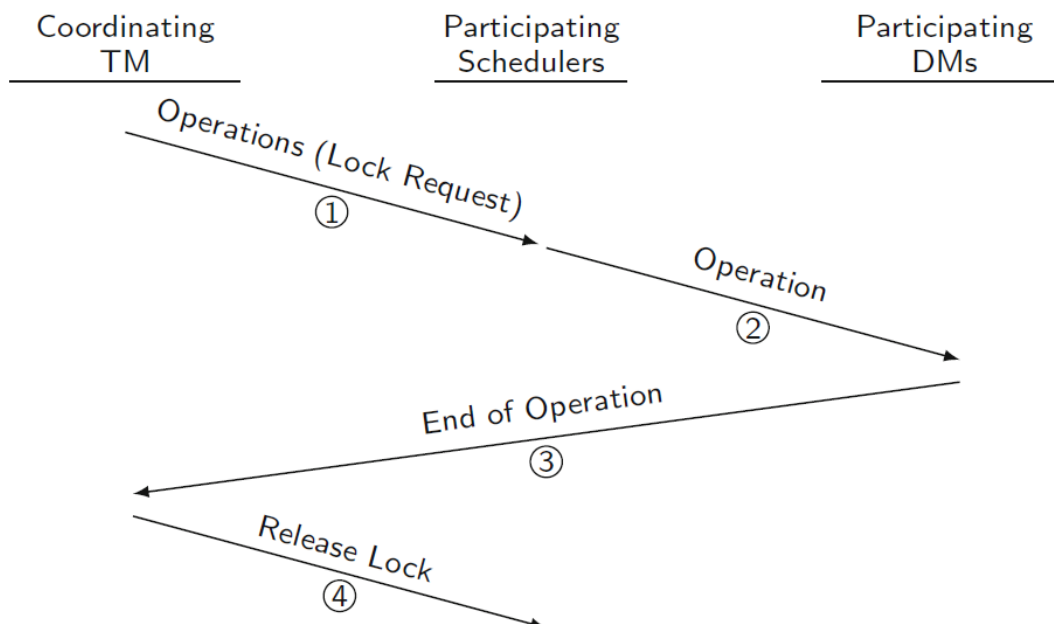 Coordinating
TM
Participating
Schedulers
Participating
DMs
Operations (Lock Request)
①
Operation
②
End of Operation
③
Release Lock
④